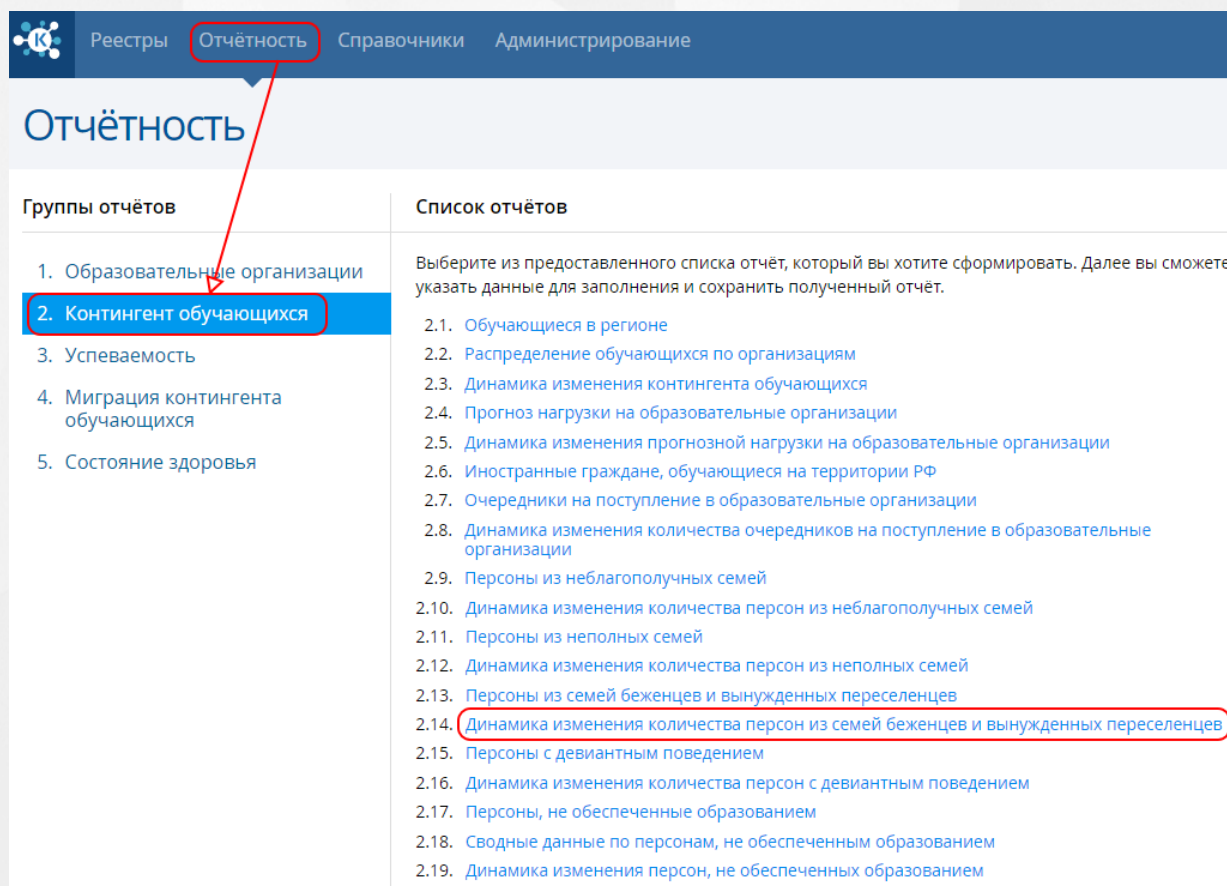 К Реестры Отчётность Справочники Администрирование
Отчётность
Группы отчётов
1. Образовательные организации
2. Контингент обучающихся
3. Успеваемость
4. Миграция контингента
обучающихся
5. Состояние здоровья
Список отчётов
Выберите из предоставленного списка отчёт, который вы хотите сформировать. Далее вы сможете
указать данные для заполнения и сохранить полученный отчёт.
2.1. Обучающиеся в регионе
2.2. Распределение обучающихся по организациям
2.3. Динамика изменения контингента обучающихся
2.4. Прогноз нагрузки на образовательные организации
2.5. Динамика изменения прогнозной нагрузки на образовательные организации
2.6. Иностранные граждане, обучающиеся на территории РФ
2.7. Очередники на поступление в образовательные организации
2.8. Динамика изменения количества очередников на поступление в образовательные
организации
2.9. Персоны из неблагополучных семей
2.10. Динамика изменения количества персон из неблагополучных семей
2.11. Персоны из неполных семей
2.12. Динамика изменения количества персон из неполных семей
2.13. Персоны из семей беженцев и вынужденных переселенцев
2.14. Динамика изменения количества персон из семей беженцев и вынужденных переселенцев
2.15. Персоны с девиантным поведением
2.16. Динамика изменения количества персон с девиантным поведением
2.17. Персоны, не обеспеченные образованием
2.18. Сводные данные по персонам, не обеспеченным образованием
2.19. Динамика изменения персон, не обеспеченных образованием